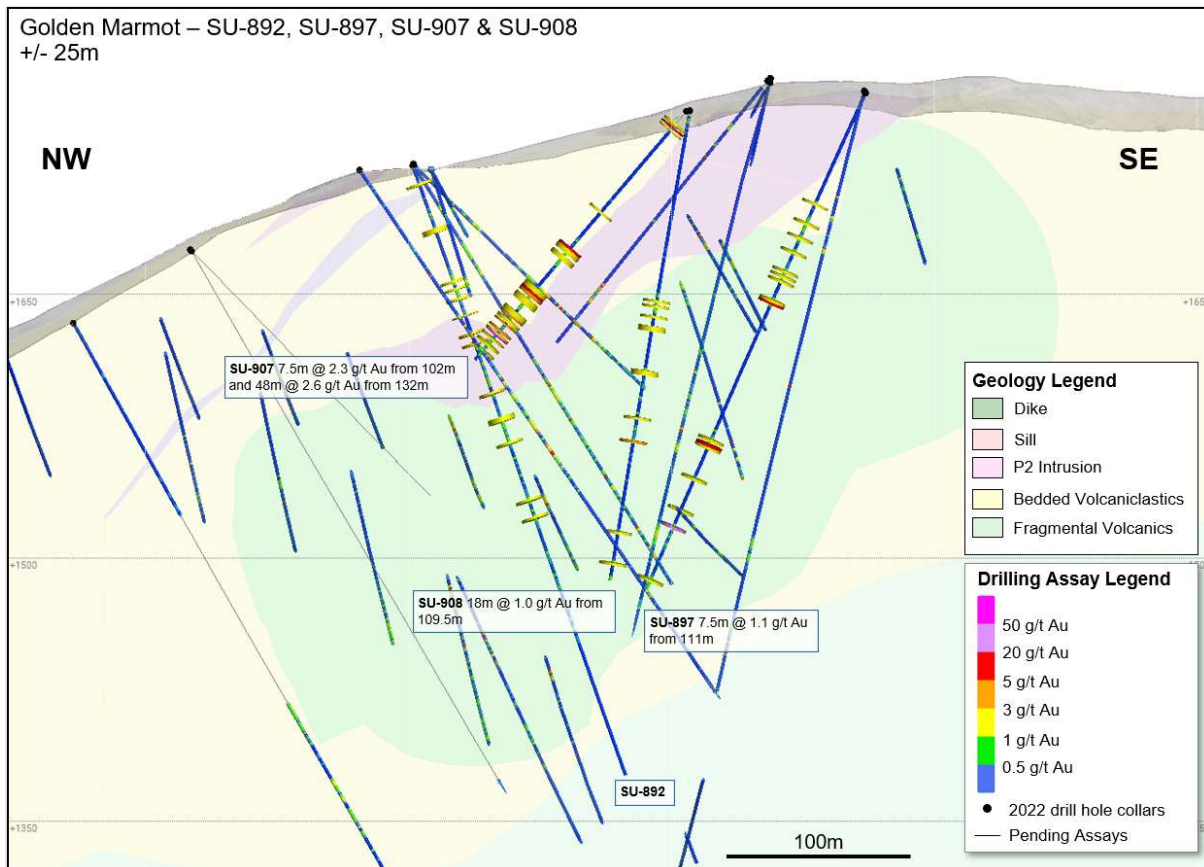 Golden Marmot – SU-892, SU-897, SU-907 & SU-908
+/- 25m
NW
SE
+1650
SU-907 7.5m @ 2.3 g/t Au from 102m
and 48m @ 2.6 g/t Au from 132m
Geology Legend
Dike
Sill
P2 Intrusion
Bedded Volcaniclastics
Fragmental Volcanics
+1500
SU-908 18m @ 1.0 g/t Au from
109.5m
SU-897 7.5m @ 1.1 g/t Au
from 111m
Drilling Assay Legend
50 g/t Au
20 g/t Au
5 g/t Au
3 g/t Au
1 g/t Au
0.5 g/t Au
2022 drill hole collars
Pending Assays
SU-892
+1350
100m